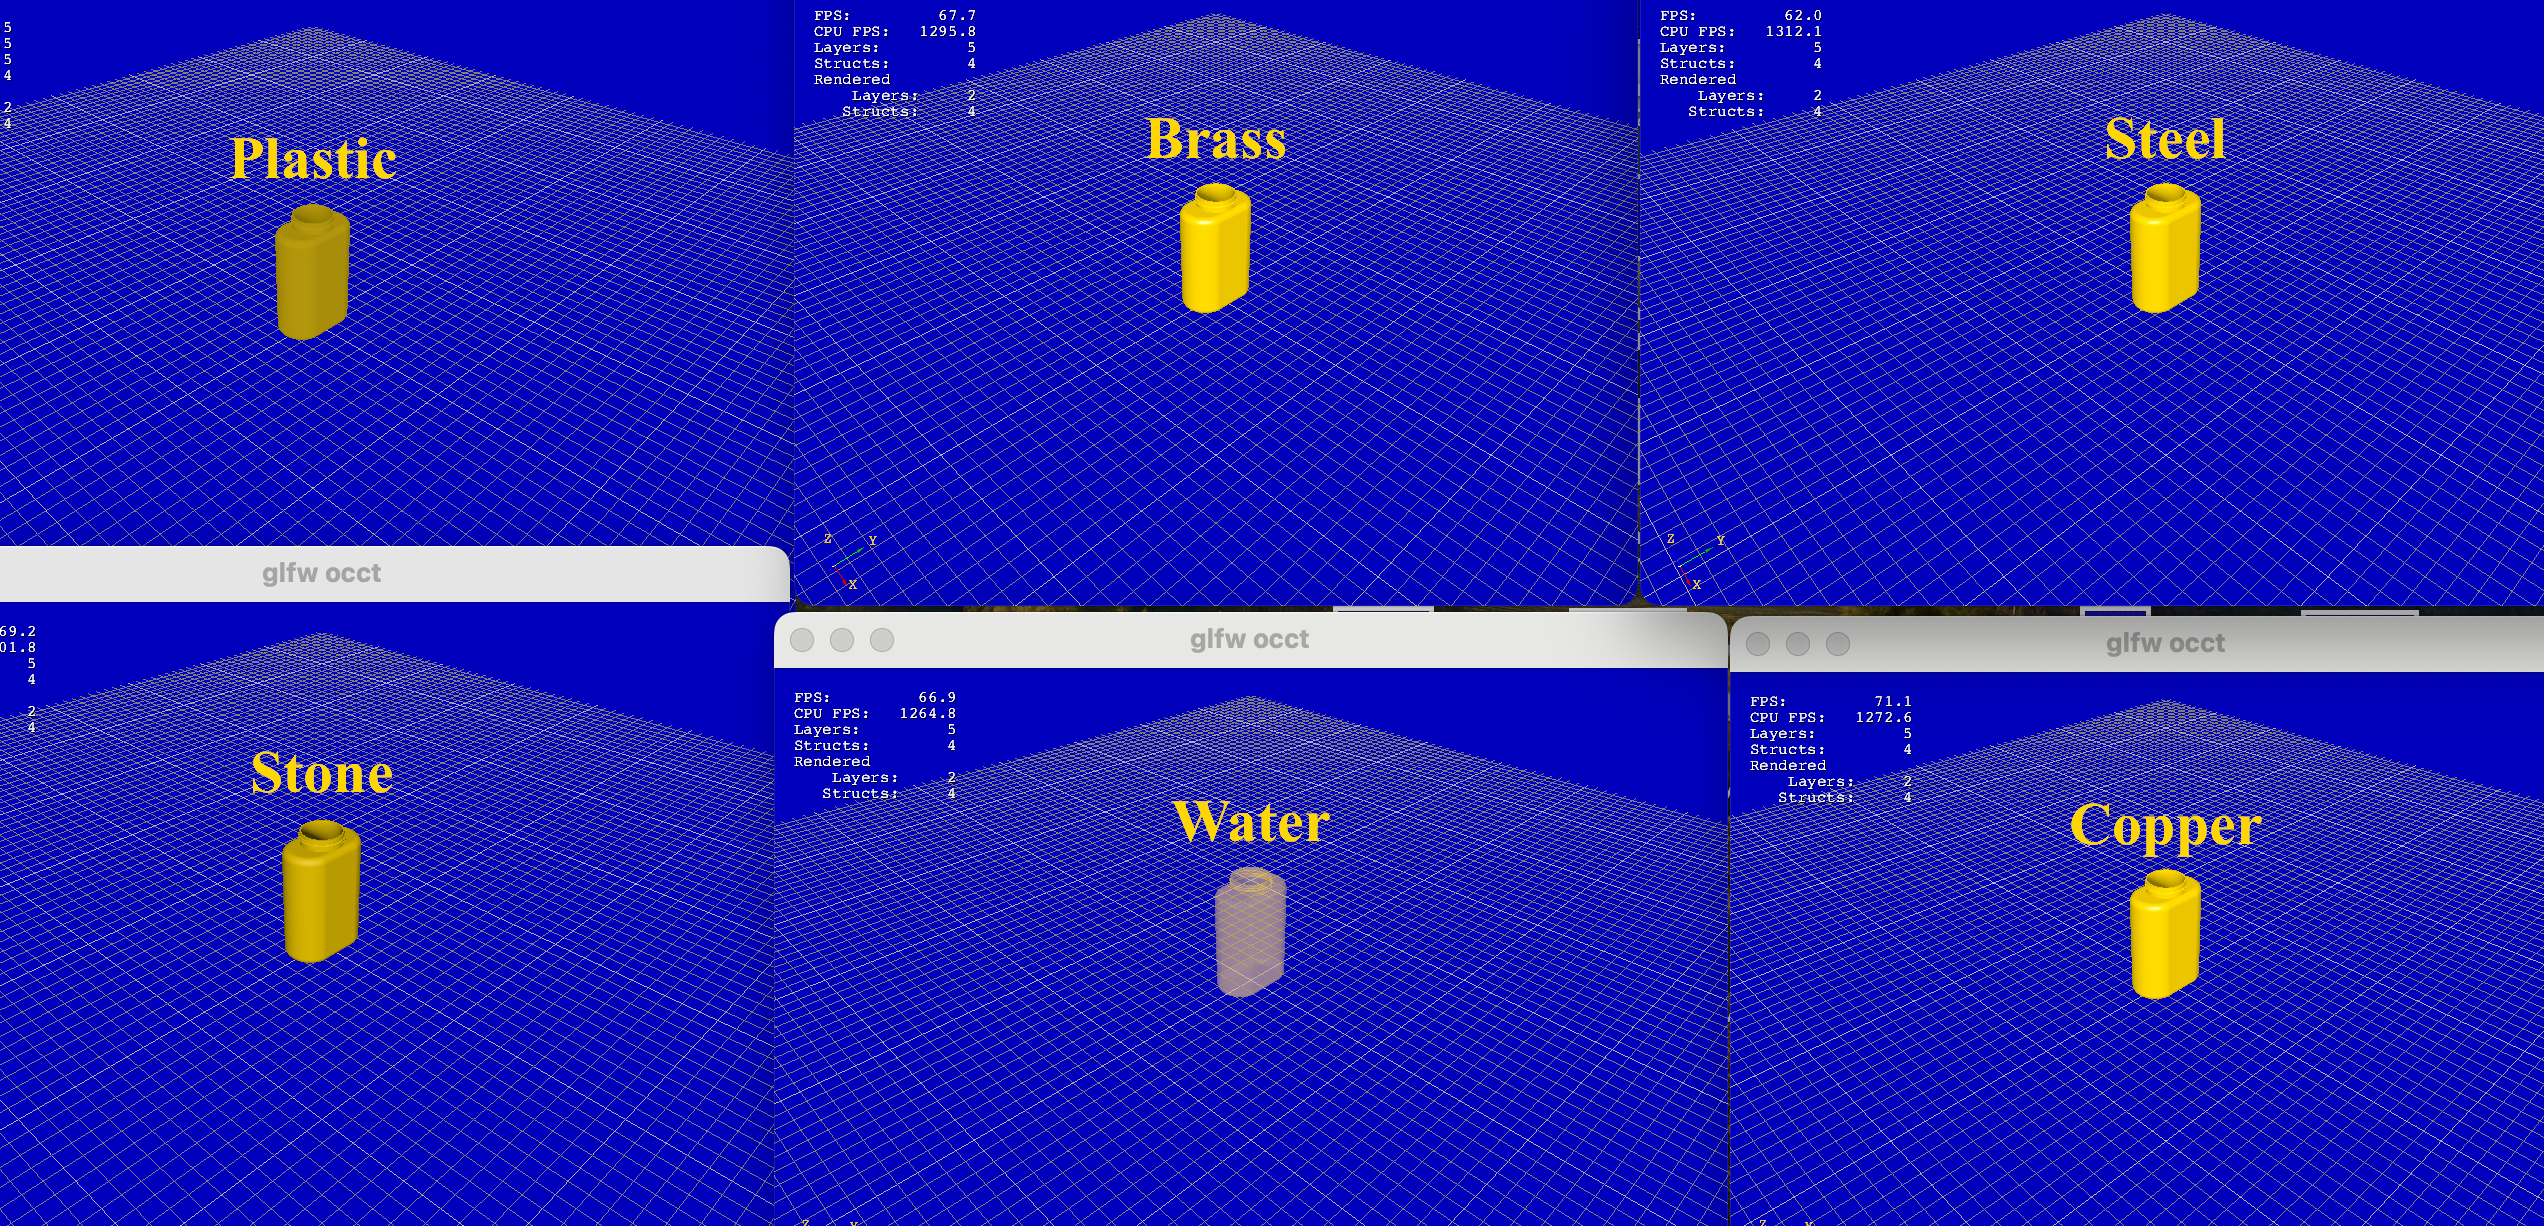 5
5
5
4
2
4
Plastic
FPS: 67.7
CPU FPS: 1295.8
Layers: 5
Structs: 4
Rendered
Layers: 2
Structs: 4
Brass
Z Y
X
FPS: 62.0
CPU FPS: 1312.1
Layers: 5
Structs: 4
Rendered
Layers: 2
Structs: 4
Steel
Z Y
X
glfw occt
69.2
01.8
5
4
2
4
Stone
glfw occt
FPS: 66.9
CPU FPS: 1264.8
Layers: 5
Structs: 4
Rendered
Layers: 2
Structs: 4
Water
glfw occt
FPS: 71.1
CPU FPS: 1272.6
Layers: 5
Structs: 4
Rendered
Layers: 2
Structs: 4
Copper